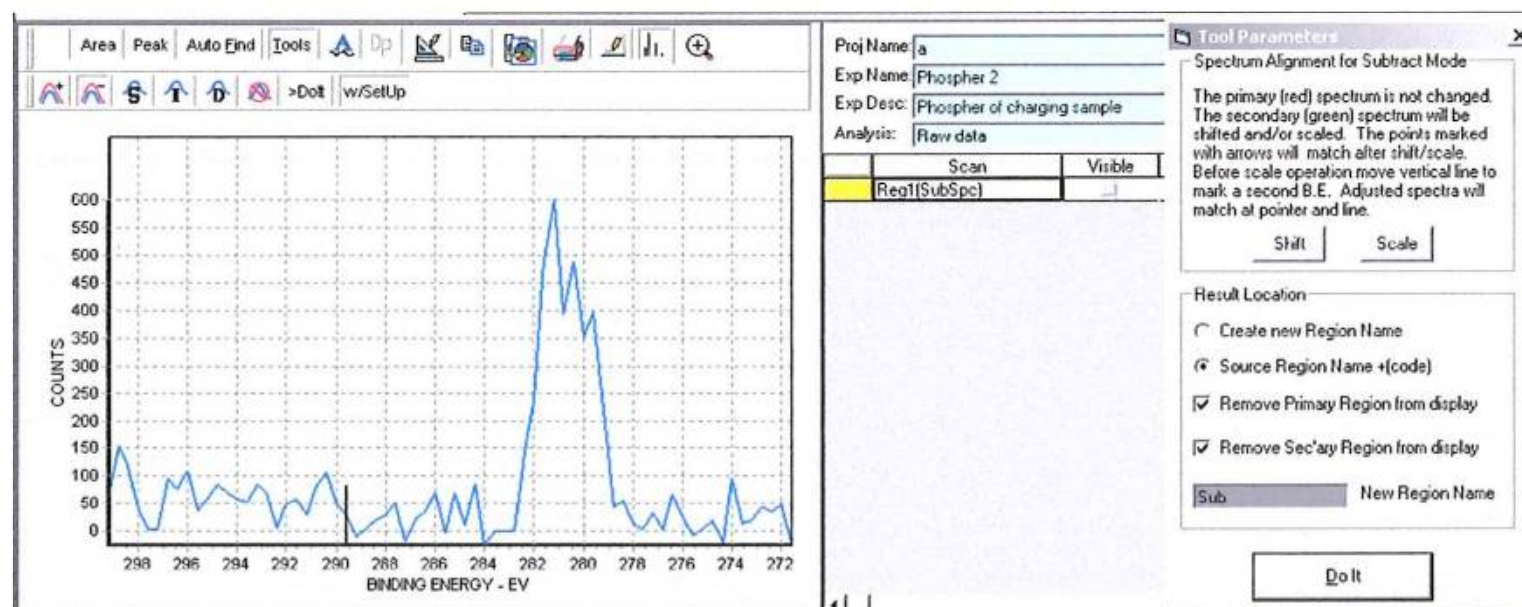 Area Peak Auto Find Tools Dp
S I D >DoIt w/SetUp
COUNTS
600
550
500
450
400
350
300
250
200
150
100
50
0
298 296 294 292 290 288 286 284 282 280 278 276 274 272
BINDING ENERGY - EV
Proj Name: a
Exp Name: Phospher 2
Exp Desc: Phospher of charging sample
Analysis: Raw data
Scan Visible
Reg1(SubSpc)
Tool Parameters
Spectrum Alignment for Subtract Mode
The primary (red) spectrum is not changed.
The secondary (green) spectrum will be
shifted and/or scaled. The points marked
with arrows will match after shift/scale.
Before scale operation move vertical line to
mark a second B.E. Adjusted spectra will
match at pointer and line.
Shift Scale
Result Location
Create new Region Name
Source Region Name +(code)
Remove Primary Region from display
Remove Sec'ary Region from display
Sub New Region Name
Do It